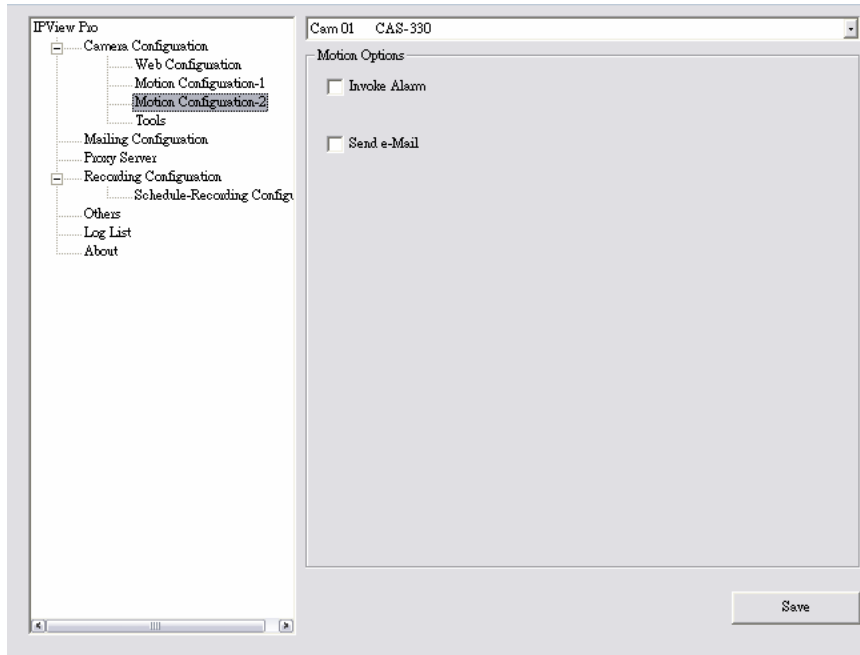 IPView Pro
Camera Configuration
Web Configuration
Motion Configuration-1
Motion Configuration-2
Tools
Mailing Configuration
Proxy Server
Recording Configuration
Schedule-Recording Configu
Others
Log List
About
Cam 01 CAS-330
Motion Options
Invoke Alarm
Send e-Mail
Save